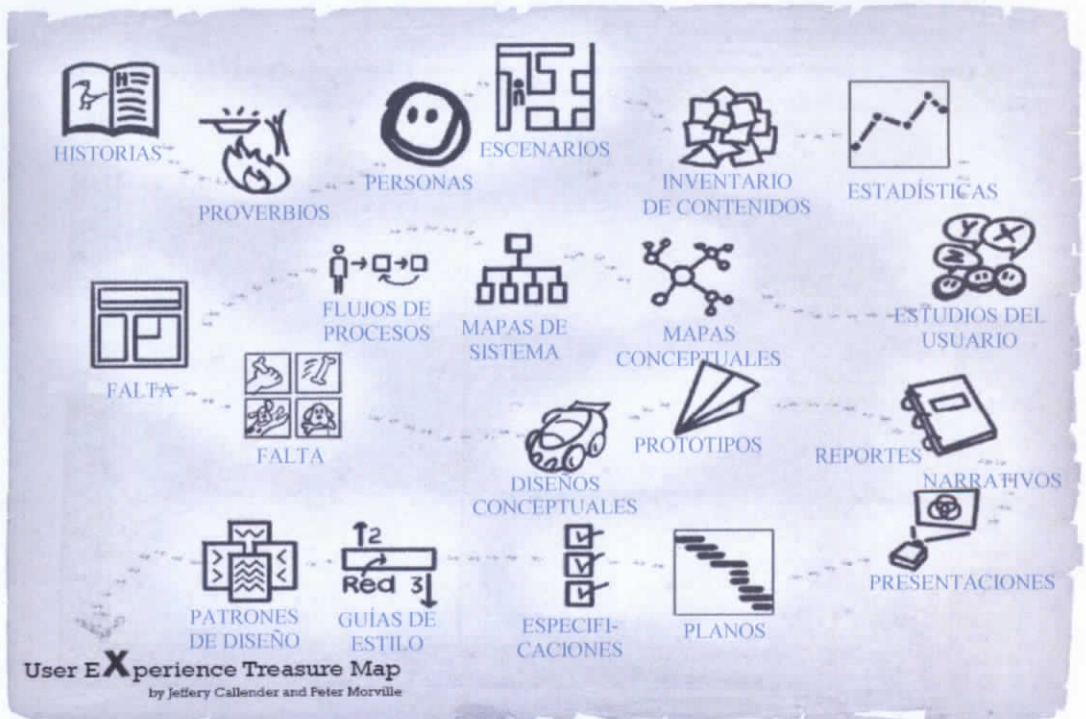 HISTORIAS
PROVERBIOS
PERSONAS
ESCENARIOS
INVENTARIO
DE CONTENIDOS
ESTADÍSTICAS
FLUJOS DE
PROCESOS
MAPAS DE
SISTEMA
MAPAS
CONCEPTUALES
ESTUDIOS DEL
USUARIO
Y
X
M
H
FALTA
FALTA
DISEÑOS
CONCEPTUALES
PROTOTIPOS
REPORTES
NARRATIVOS
PRESENTACIONES
PATRONES
DE DISEÑO
2
Red 3
GUÍAS DE
ESTILO
ESPECIFI-
CACIONES
PLANOS
User EXperience Treasure Map
by Jeffery Callender and Peter Morville